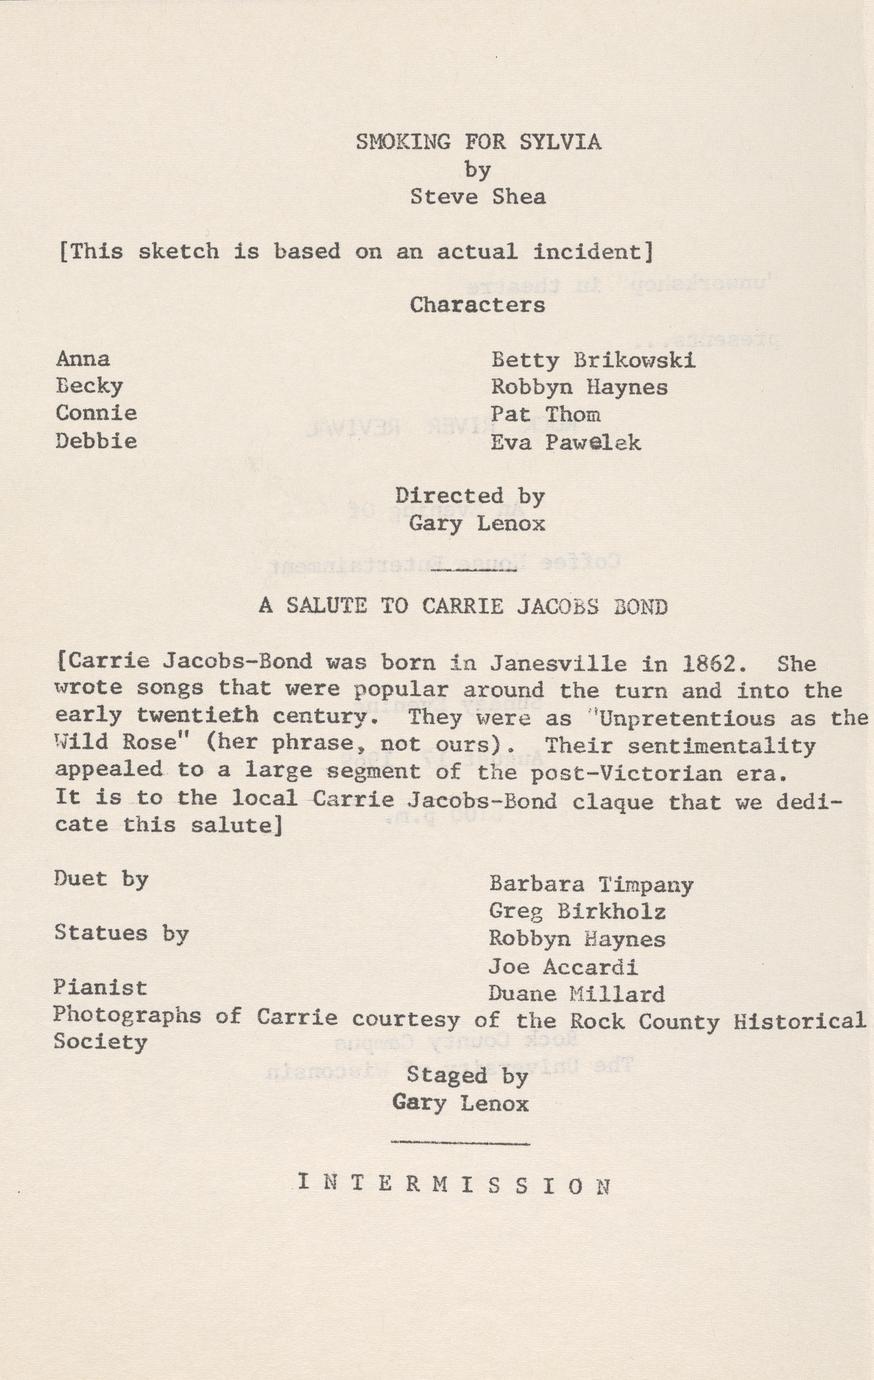 SMOKING FOR SYLVIA
by
Steve Shea
[This sketch is based on an actual incident]
Characters
Anna Betty Brikowski
Becky Robbyn Haynes
Connie Pat Thom
Debbie Eva Pawelek
Directed by
Gary Lenox
A SALUTE TO CARRIE JACOBS BOND
[Carrie Jacobs-Bond was born in Janesville in 1862. She
wrote songs that were popular around the turn and into the
early twentieth century. They were as "Unpretentious as the
Wild Rose" (her phrase, not ours). Their sentimentality
appealed to a large segment of the post-Victorian era.
It is to the local Carrie Jacobs-Bond claque that we dedi-
cate this salute]
Duet by Barbara Timpany
Greg Birkholz
Statues by Robbyn Haynes
Joe Accardi
Pianist Duane Millard
Photographs of Carrie courtesy of the Rock County Historical
Society
Staged by
Gary Lenox
I N T E R M I S S I O N